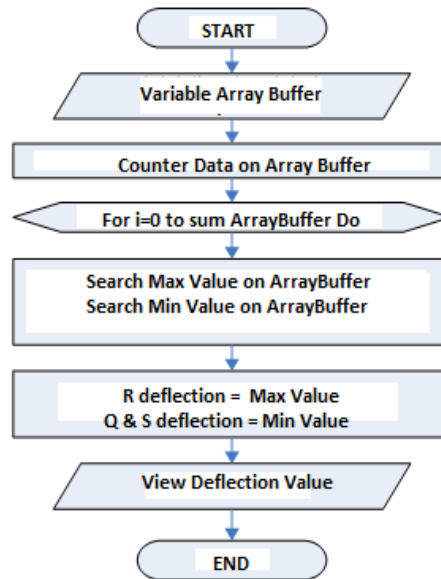 START
Variable Array Buffer
Counter Data on Array Buffer
For i=0 to sum ArrayBuffer Do
Search Max Value on ArrayBuffer
Search Min Value on ArrayBuffer
R deflection = Max Value
Q & S deflection = Min Value
View Deflection Value
END